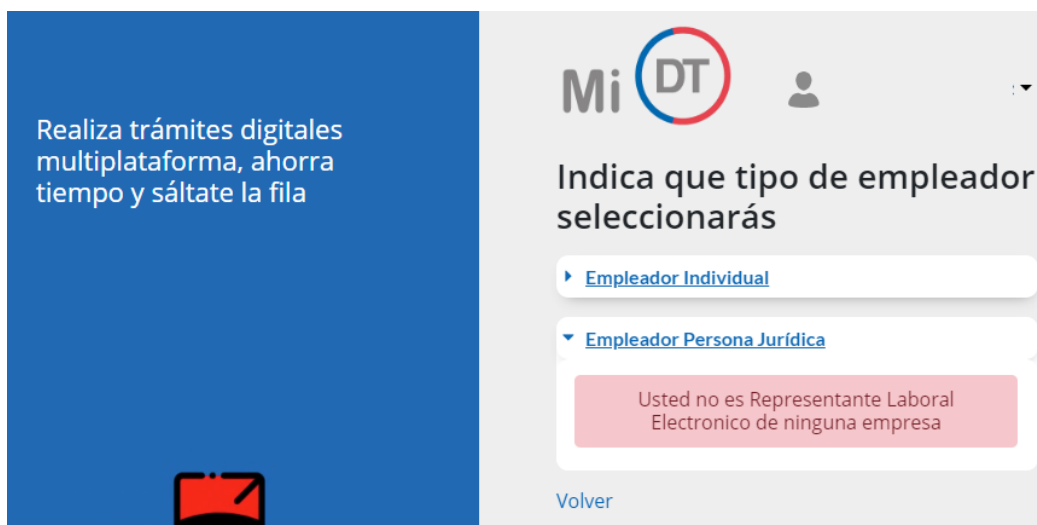 Realiza trámites digitales
multiplataforma, ahorra
tiempo y sáltate la fila
Mi DT
Indica que tipo de empleador
seleccionarás
Empleador Individual
Empleador Persona Jurídica
Usted no es Representante Laboral
Electronico de ninguna empresa
Volver